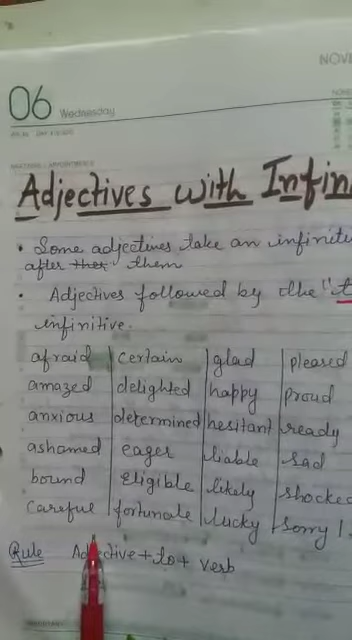 NOVE
06 Wednesday
Adjectives with Infin
• Some adjectives take an infinitive
after them
• Adjectives followed by the "t
infinitive.
afraid certain glad pleased
amazed delighted happy proud
anxious determined hesitant ready
ashamed eager liable sad
bound eligible likely shocked
careful fortunate lucky sorry
Rule Adjective + to + verb